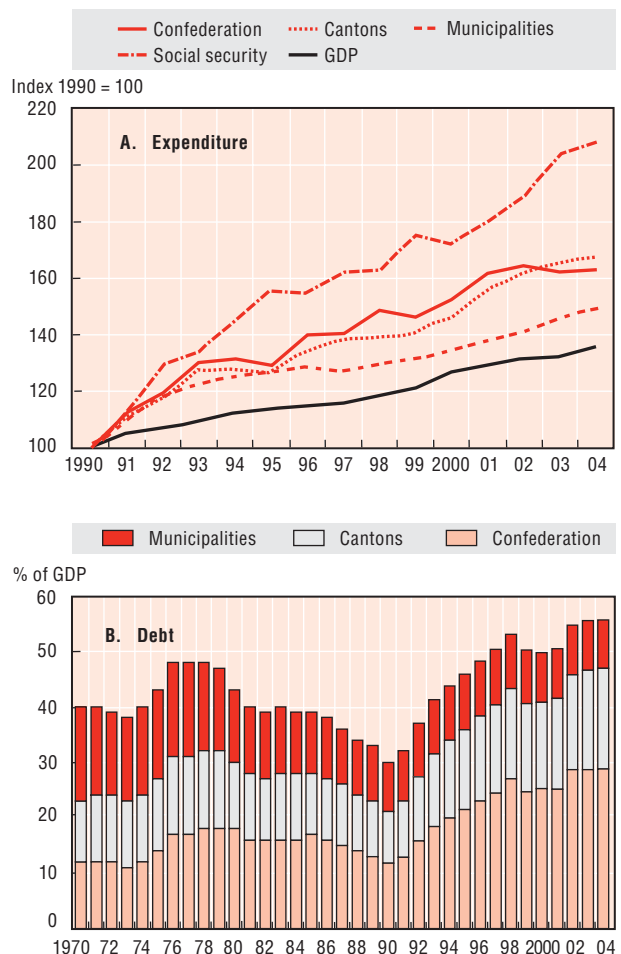 Confederation Cantons Municipalities
Social security GDP
Index 1990 = 100
220
A. Expenditure
200
180
160
140
120
100
1990 91 92 93 94 95 96 97 98 99 2000 01 02 03 04
Municipalities Cantons Confederation
% of GDP
60
B. Debt
50
40
30
20
10
0
1970 72 74 76 78 80 82 84 86 88 90 92 94 96 98 2000 02 04